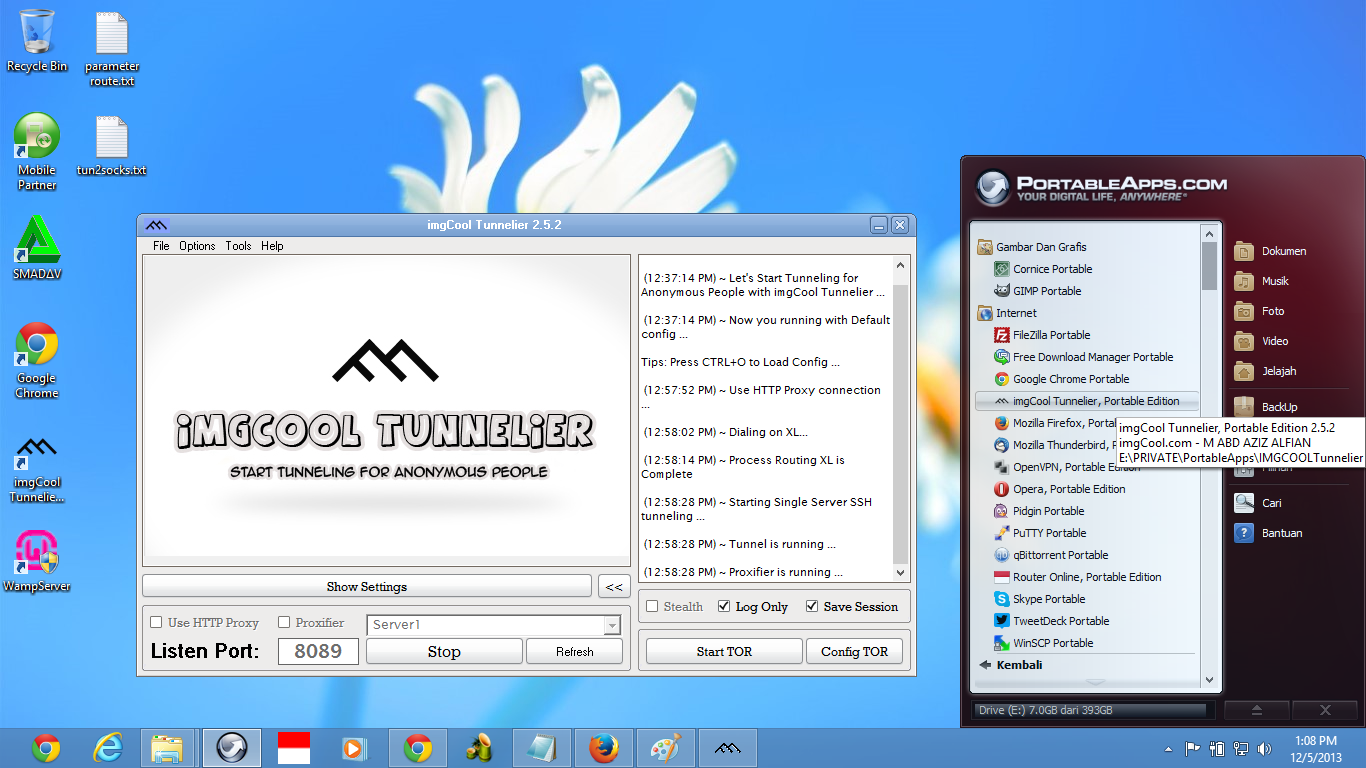 Recycle Bin
parameter
route.txt
Mobile
Partner
tun2socks.txt
SMADΔV
Google
Chrome
imgCool
Tunnelie...
WampServer
imgCool Tunnelier 2.5.2
File Options Tools Help
iMGCOOL TUNNELiER
START TUNNELING FOR ANONYMOUS PEOPLE
(12:37:14 PM) ~ Let's Start Tunneling for
Anonymous People with imgCool Tunnelier ...
(12:37:14 PM) ~ Now you running with Default
config ...
Tips: Press CTRL+O to Load Config ...
(12:57:52 PM) ~ Use HTTP Proxy connection
...
(12:58:02 PM) ~ Dialing on XL...
(12:58:14 PM) ~ Process Routing XL is
Complete
(12:58:28 PM) ~ Starting Single Server SSH
tunneling ...
(12:58:28 PM) ~ Tunnel is running ...
(12:58:28 PM) ~ Proxifier is running ...
Show Settings
<<
Use HTTP Proxy
Proxifier
Server1
Listen Port:
8089
Stop
Refresh
Stealth
Log Only
Save Session
Start TOR
Config TOR
PORTABLEAPPS.COM
YOUR DIGITAL LIFE, ANYWHERE®
Gambar Dan Grafis
Cornice Portable
GIMP Portable
Internet
FileZilla Portable
Free Download Manager Portable
Google Chrome Portable
imgCool Tunnelier, Portable Edition
Mozilla Firefox, Portab
Mozilla Thunderbird, P
OpenVPN, Portable Edition
Opera, Portable Edition
Pidgin Portable
PuTTY Portable
qBittorrent Portable
Router Online, Portable Edition
Skype Portable
TweetDeck Portable
WinSCP Portable
Kembali
imgCool Tunnelier, Portable Edition 2.5.2
imgCool.com - M ABD AZIZ ALFIAN
E:\PRIVATE\PortableApps\IMGCOOLTunnelier
Dokumen
Musik
Foto
Video
Jelajah
BackUp
Cari
Bantuan
Drive (E:) 7.0GB dari 393GB
1:08 PM
12/5/2013